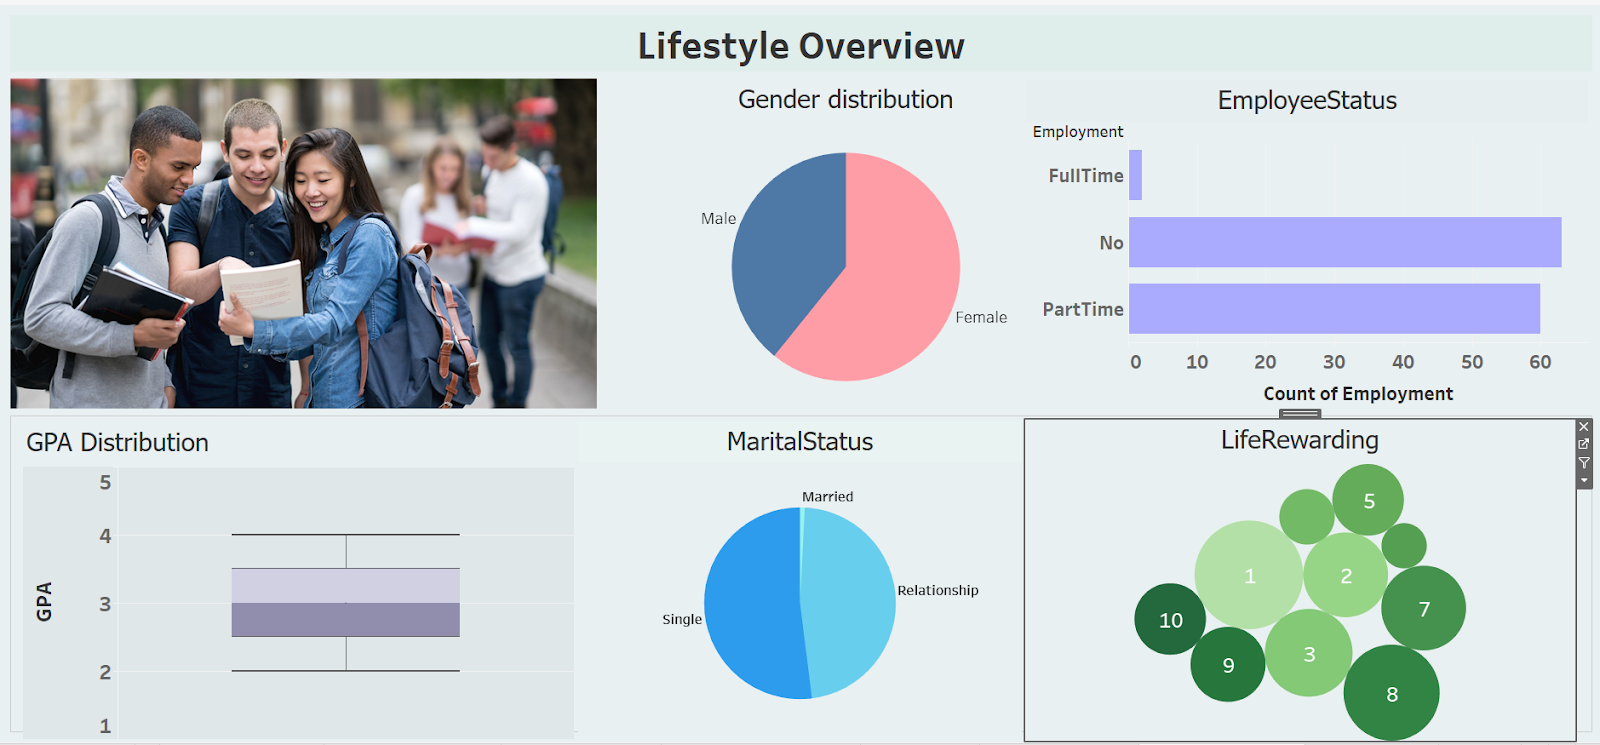 Lifestyle Overview
Gender distribution
Male
Female
EmployeeStatus
Employment
FullTime
No
PartTime
0 10 20 30 40 50 60
Count of Employment
GPA Distribution
GPA
5
4
3
2
1
MaritalStatus
Married
Relationship
Single
LifeRewarding
5
1
2
7
10
3
9
8